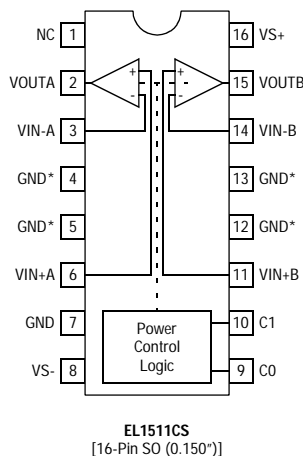 NC 1 16 VS+
VOUTA 2 + + 15 VOUTB
- -
VIN-A 3 14 VIN-B
GND* 4 13 GND*
GND* 5 12 GND*
VIN+A 6 11 VIN+B
GND 7 10 C1
Power
Control
Logic
VS- 8 9 C0
EL1511CS
[16-Pin SO (0.150")]